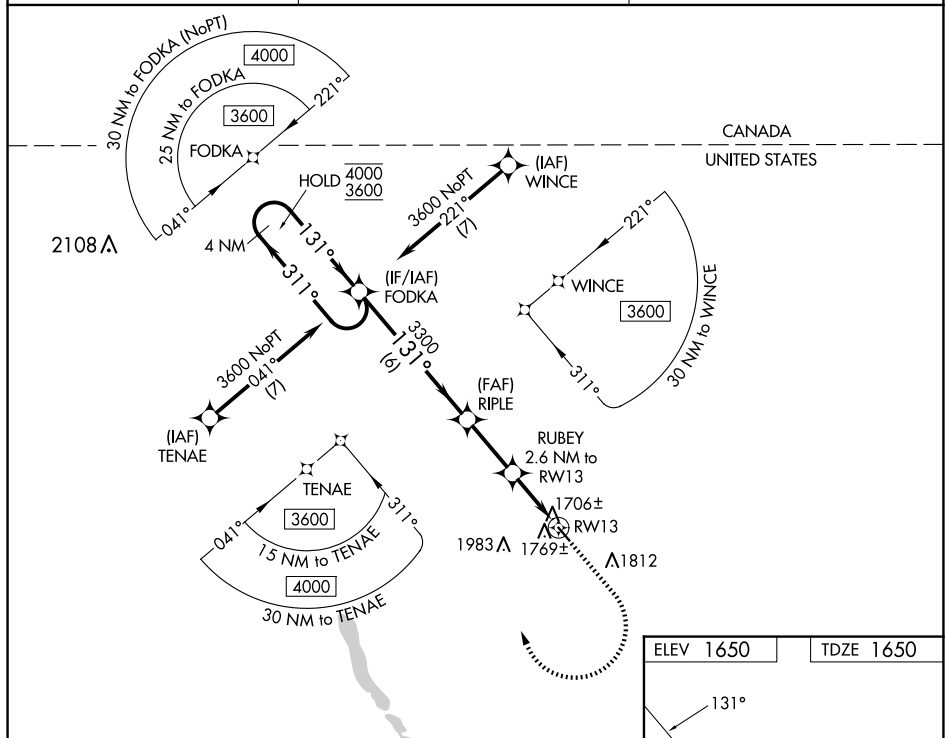 30 NM to FODKA (NoPT)
4000
25 NM to FODKA
3600
221°
FODKA
041°
CANADA
UNITED STATES
HOLD 4000
3600
(IAF)
WINCE
3600 NoPT
221°
(7)
2108
4 NM
131°
311°
(IF/IAF)
FODKA
221°
WINCE
3600
30 NM to WINCE
311°
3300
131°
(6)
3600 NoPT
041°
(7)
(IAF)
TENAE
(FAF)
RIPLE
RUBEY
2.6 NM to
RW13
TENAE
3600
041°
311°
15 NM to TENAE
4000
30 NM to TENAE
1706±
RW13
1983
1769±
1812
ELEV 1650
TDZE 1650
131°